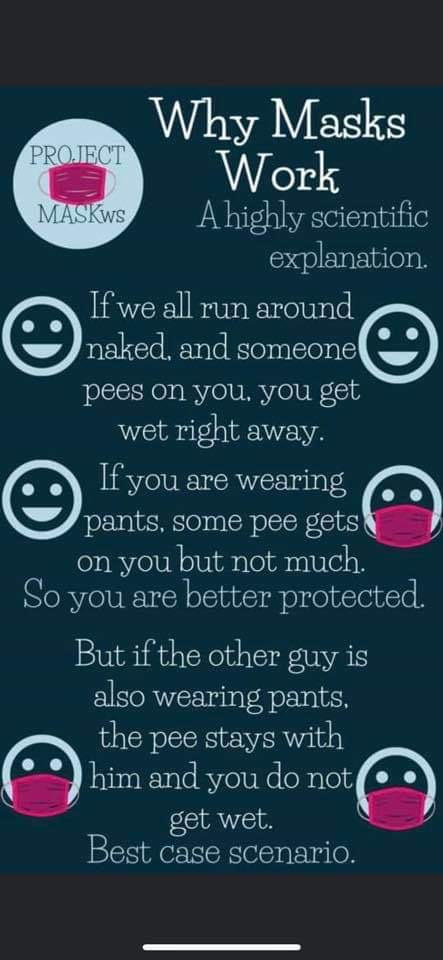 PROJECT
MASKws
Why Masks
Work
A highly scientific
explanation.
If we all run around
naked, and someone
pees on you, you get
wet right away.
If you are wearing
pants, some pee gets
on you but not much.
So you are better protected.
But if the other guy is
also wearing pants,
the pee stays with
him and you do not
get wet.
Best case scenario.